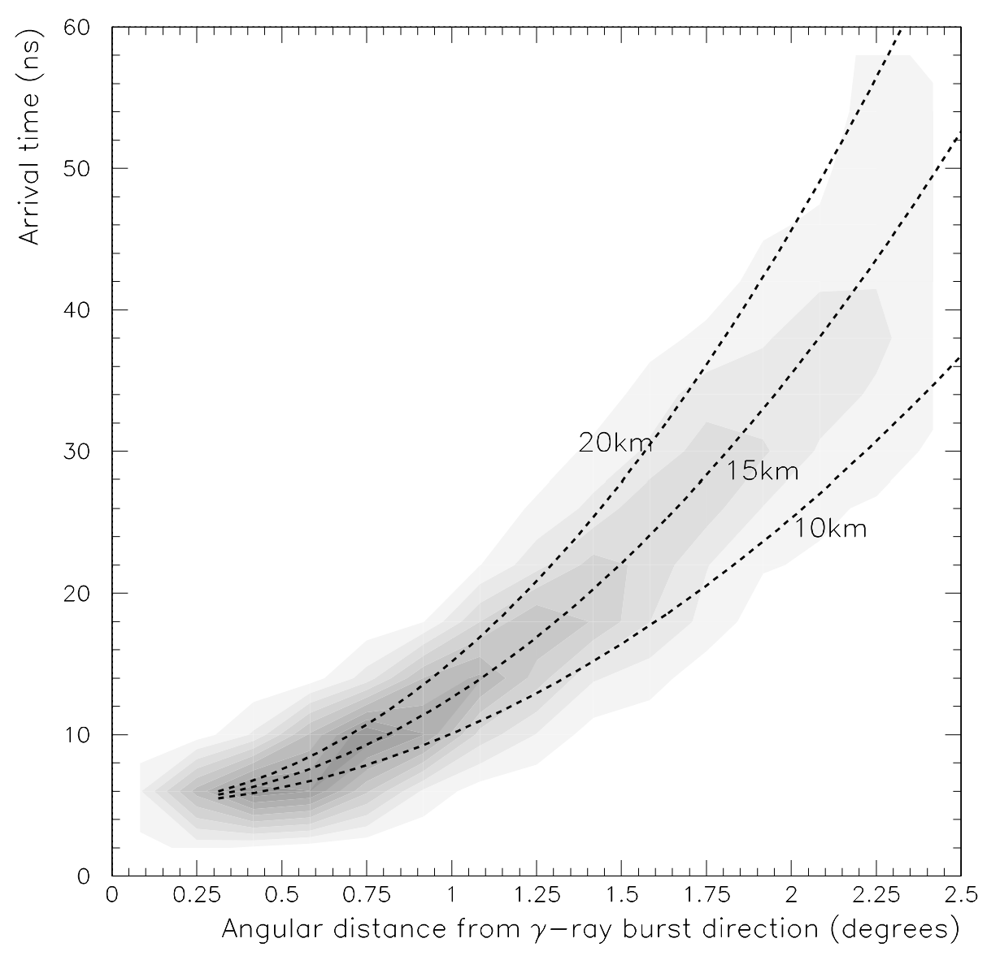 Arrival time (ns)
60
50
40
30
20
10
0
20km
15km
10km
0 0.25 0.5 0.75 1 1.25 1.5 1.75 2 2.25 2.5
Angular distance from γ−ray burst direction (degrees)